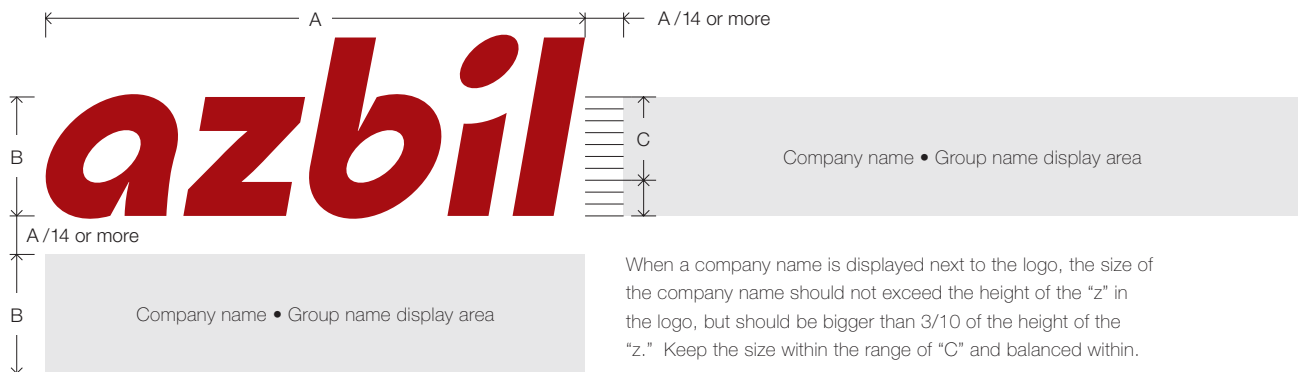 A
A/14 or more
azbil
B
C
Company name • Group name display area
A/14 or more
B
Company name • Group name display area
When a company name is displayed next to the logo, the size of
the company name should not exceed the height of the “z” in
the logo, but should be bigger than 3/10 of the height of the
“z.” Keep the size within the range of “C” and balanced within.